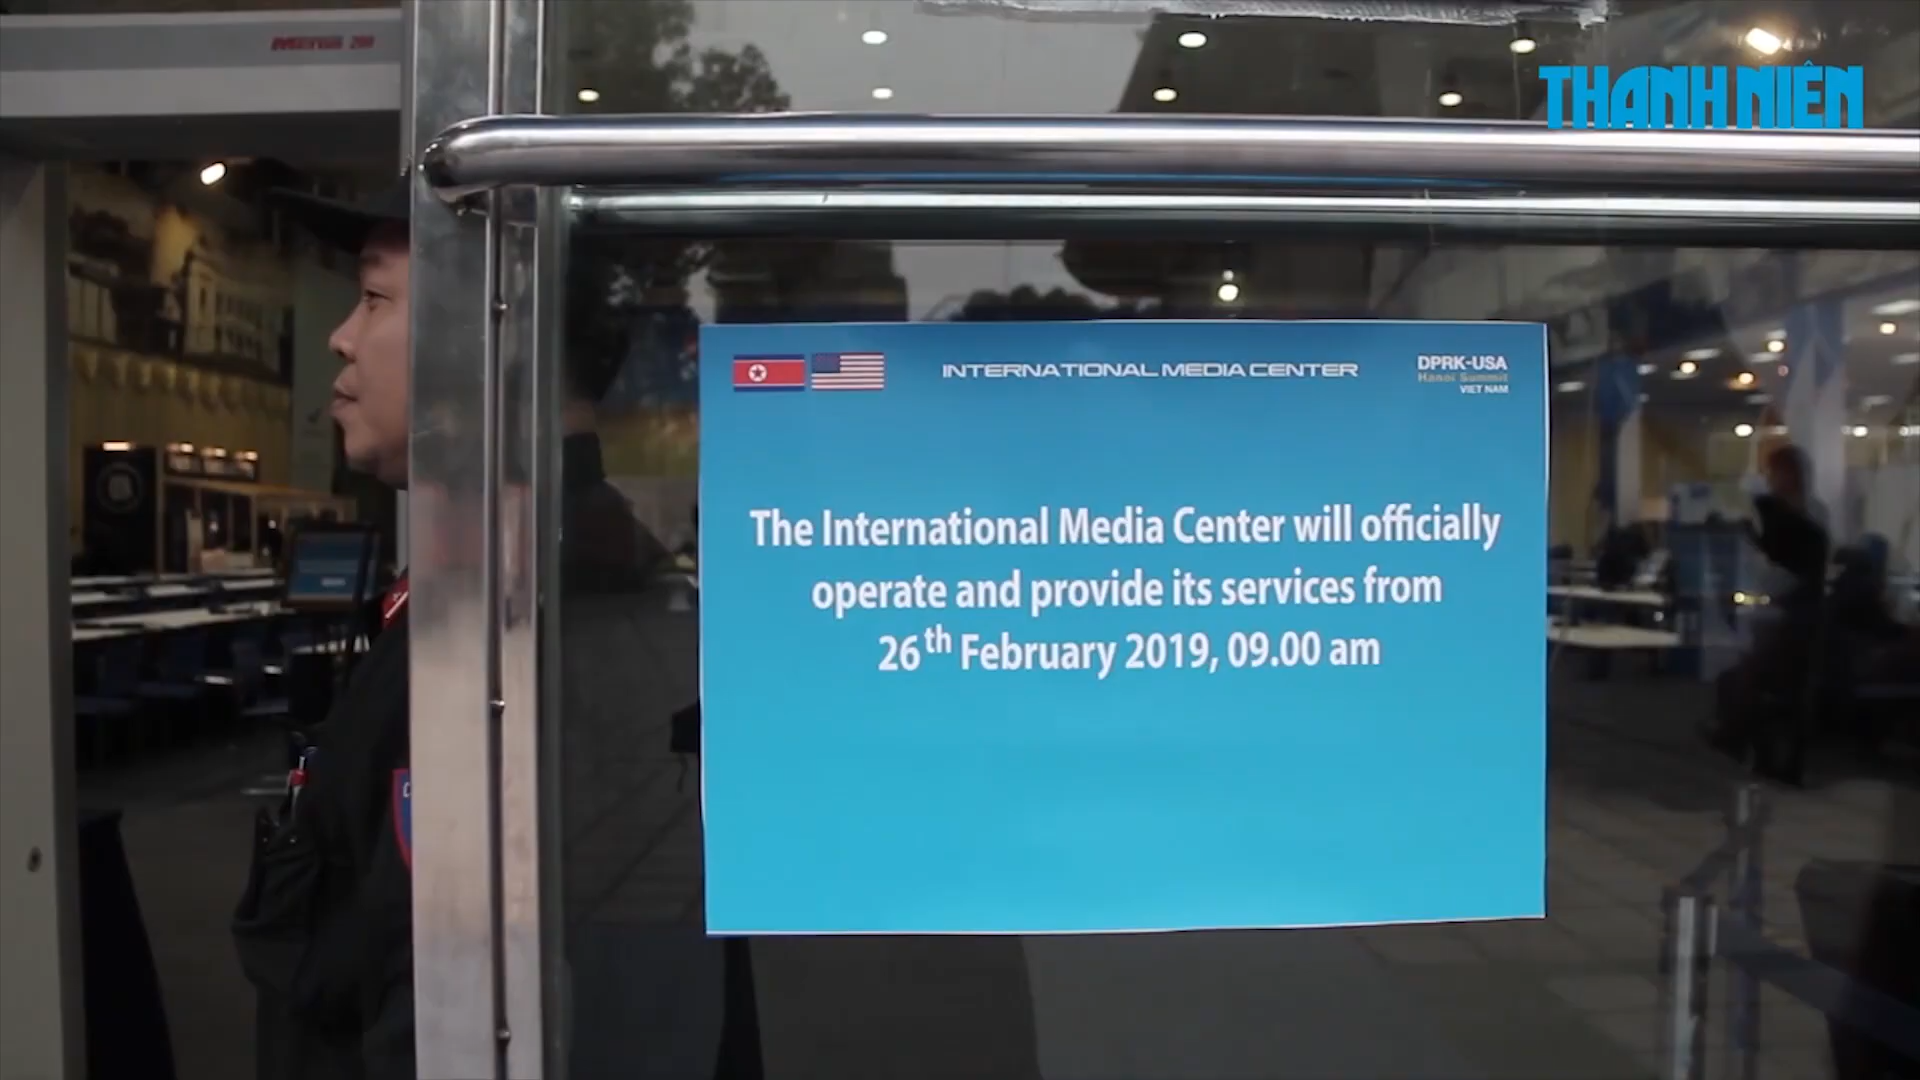 THANH NIÊN
INTERNATIONAL MEDIA CENTER
DPRK-USA
Hanoi Summit
VIET NAM
The International Media Center will officially
operate and provide its services from
26th February 2019, 09.00 am